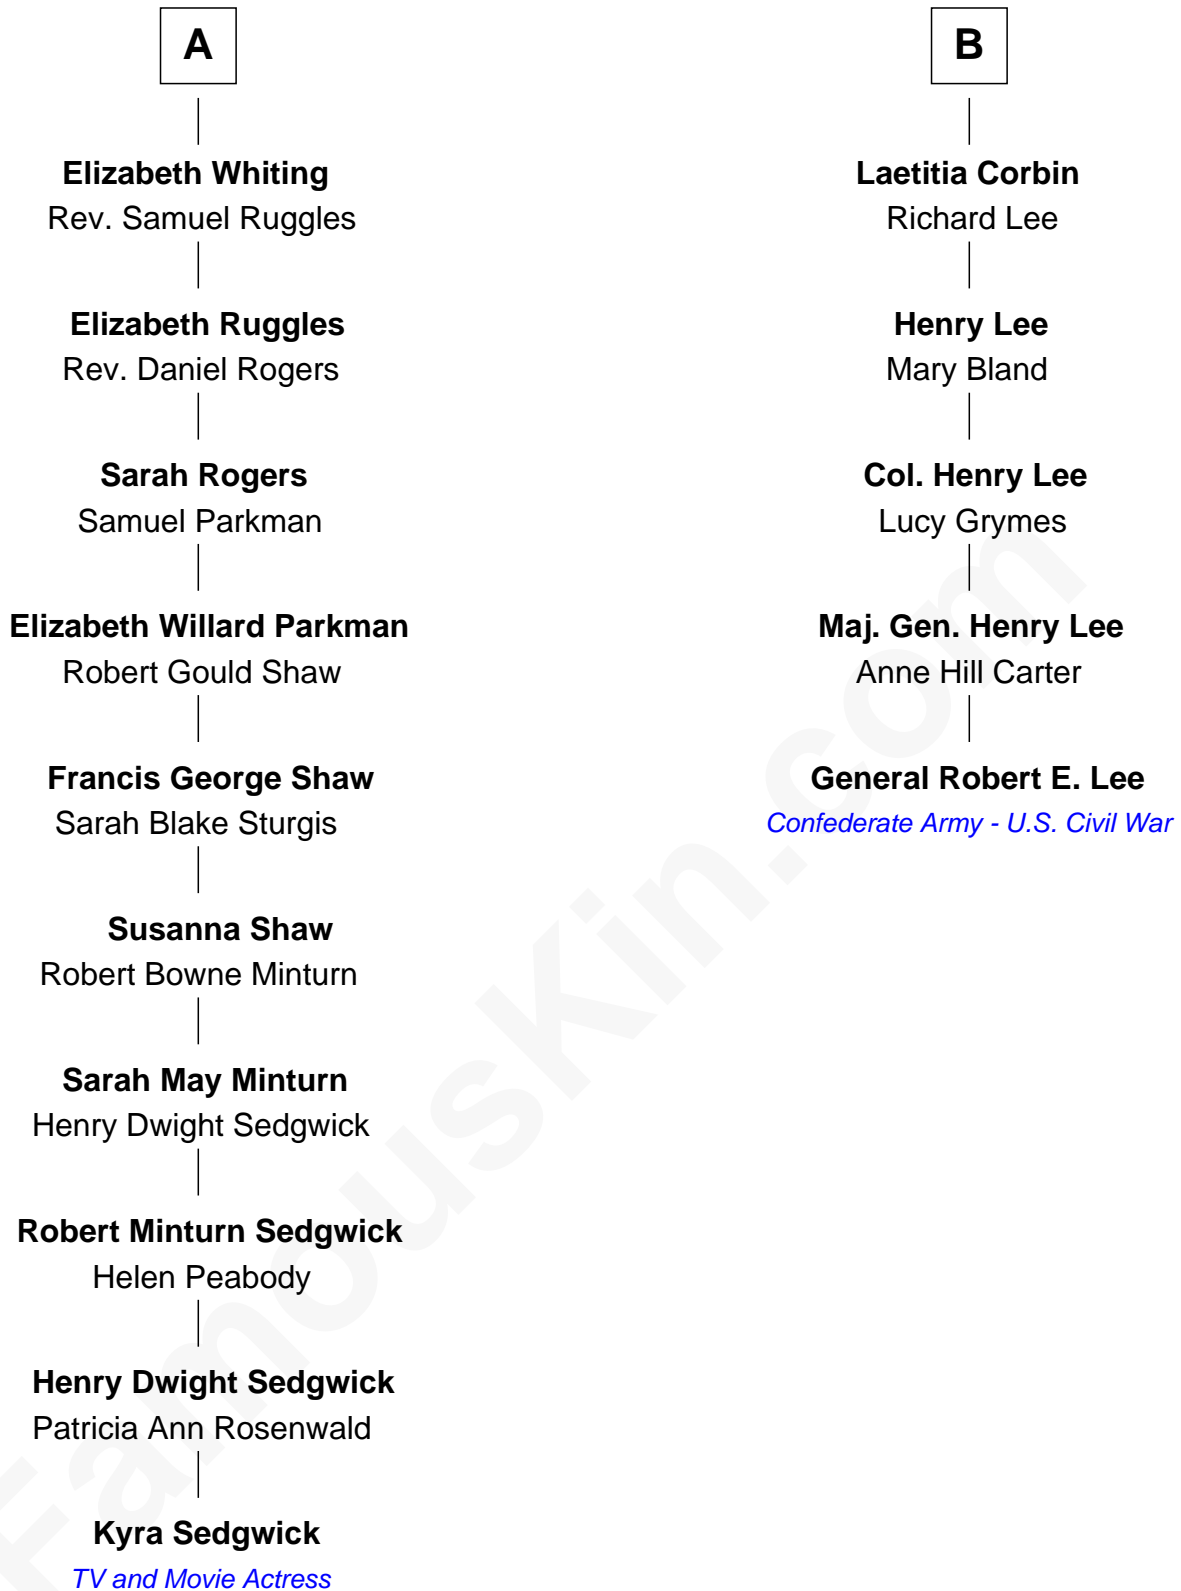 A
Elizabeth Whiting
Rev. Samuel Ruggles
Elizabeth Ruggles
Rev. Daniel Rogers
Sarah Rogers
Samuel Parkman
Elizabeth Willard Parkman
Robert Gould Shaw
Francis George Shaw
Sarah Blake Sturgis
Susanna Shaw
Robert Bowne Minturn
Sarah May Minturn
Henry Dwight Sedgwick
Robert Minturn Sedgwick
Helen Peabody
Henry Dwight Sedgwick
Patricia Ann Rosenwald
Kyra Sedgwick
TV and Movie Actress
B
Laetitia Corbin
Richard Lee
Henry Lee
Mary Bland
Col. Henry Lee
Lucy Grymes
Maj. Gen. Henry Lee
Anne Hill Carter
General Robert E. Lee
Confederate Army - U.S. Civil War
FamousKin.com